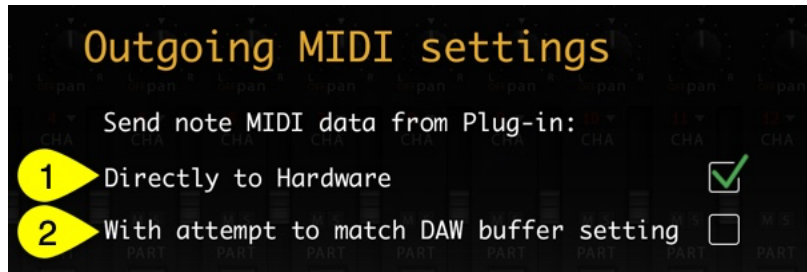 Outgoing MIDI settings
Send note MIDI data from Plug-in:
1 Directly to Hardware
2 With attempt to match DAW buffer setting